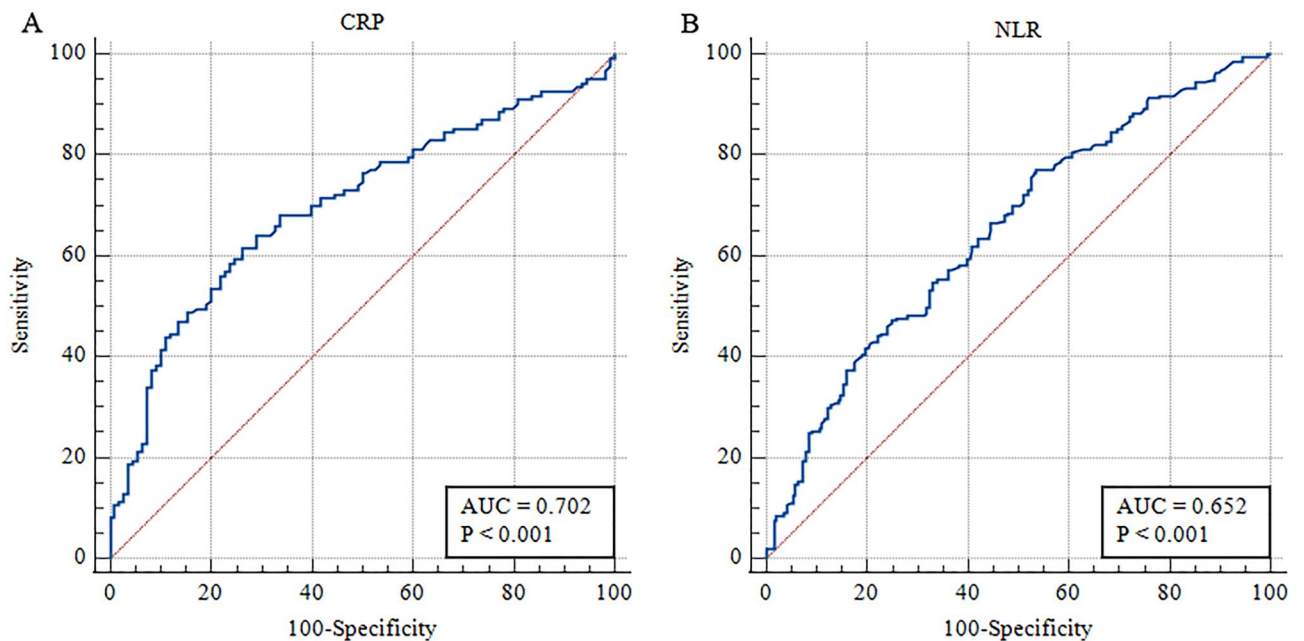 A
CRP
100
80
60
40
20
0
Sensitivity
AUC = 0.702
P < 0.001
0 20 40 60 80 100
100-Specificity
B
NLR
100
80
60
40
20
0
Sensitivity
AUC = 0.652
P < 0.001
0 20 40 60 80 100
100-Specificity